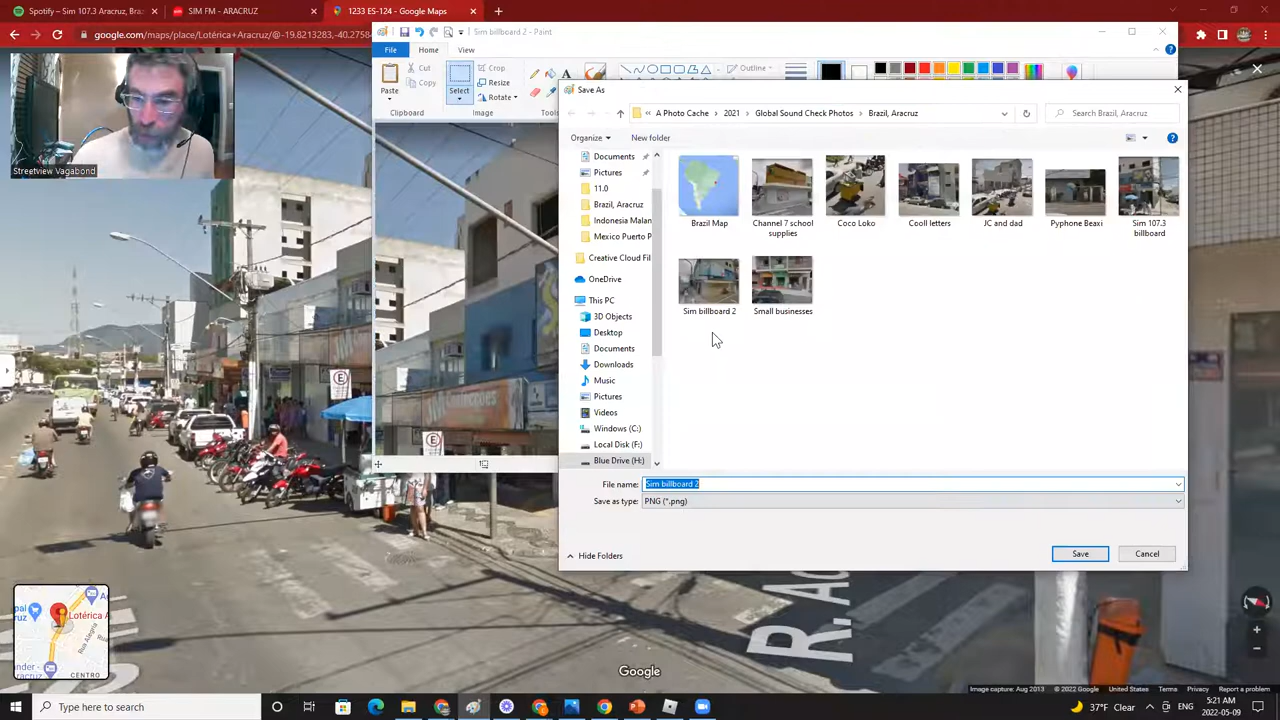 Spotify – Sim 107.3 Aracruz, Bra
SIM FM - ARACRUZ
1233 ES-124 - Google Maps
google.com/maps/place/Lotérica+Aracruz/@-19.8213283,-40.2758
Sim billboard 2 - Paint
File
Home
View
Paste
Cut
Copy
Clipboard
Select
Crop
Resize
Rotate
Image
Tools
Outline
Streetview Vagabond
Save As
« A Photo Cache › 2021 › Global Sound Check Photos › Brazil, Aracruz
Search Brazil, Aracruz
Organize
New folder
Documents
Pictures
11.0
Brazil, Aracruz
Indonesia Malan
Mexico Puerto P
Creative Cloud Fil
OneDrive
This PC
3D Objects
Desktop
Documents
Downloads
Music
Pictures
Videos
Windows (C:)
Local Disk (F:)
Blue Drive (H:)
Brazil Map
Channel 7 school supplies
Coco Loko
Cooll letters
JC and dad
Pyphone Beaxi
Sim 107.3 billboard
Sim billboard 2
Small businesses
File name: Sim billboard 2
Save as type: PNG (*.png)
Hide Folders
Save
Cancel
E
E
R. A
Lotérica A
Rua Alegria
CENTRO
Google
Image capture: Aug 2013 © 2022 Google United States Terms Privacy Report a problem
Type here to search
37°F Clear
ENG
5:21 AM
2022-05-09